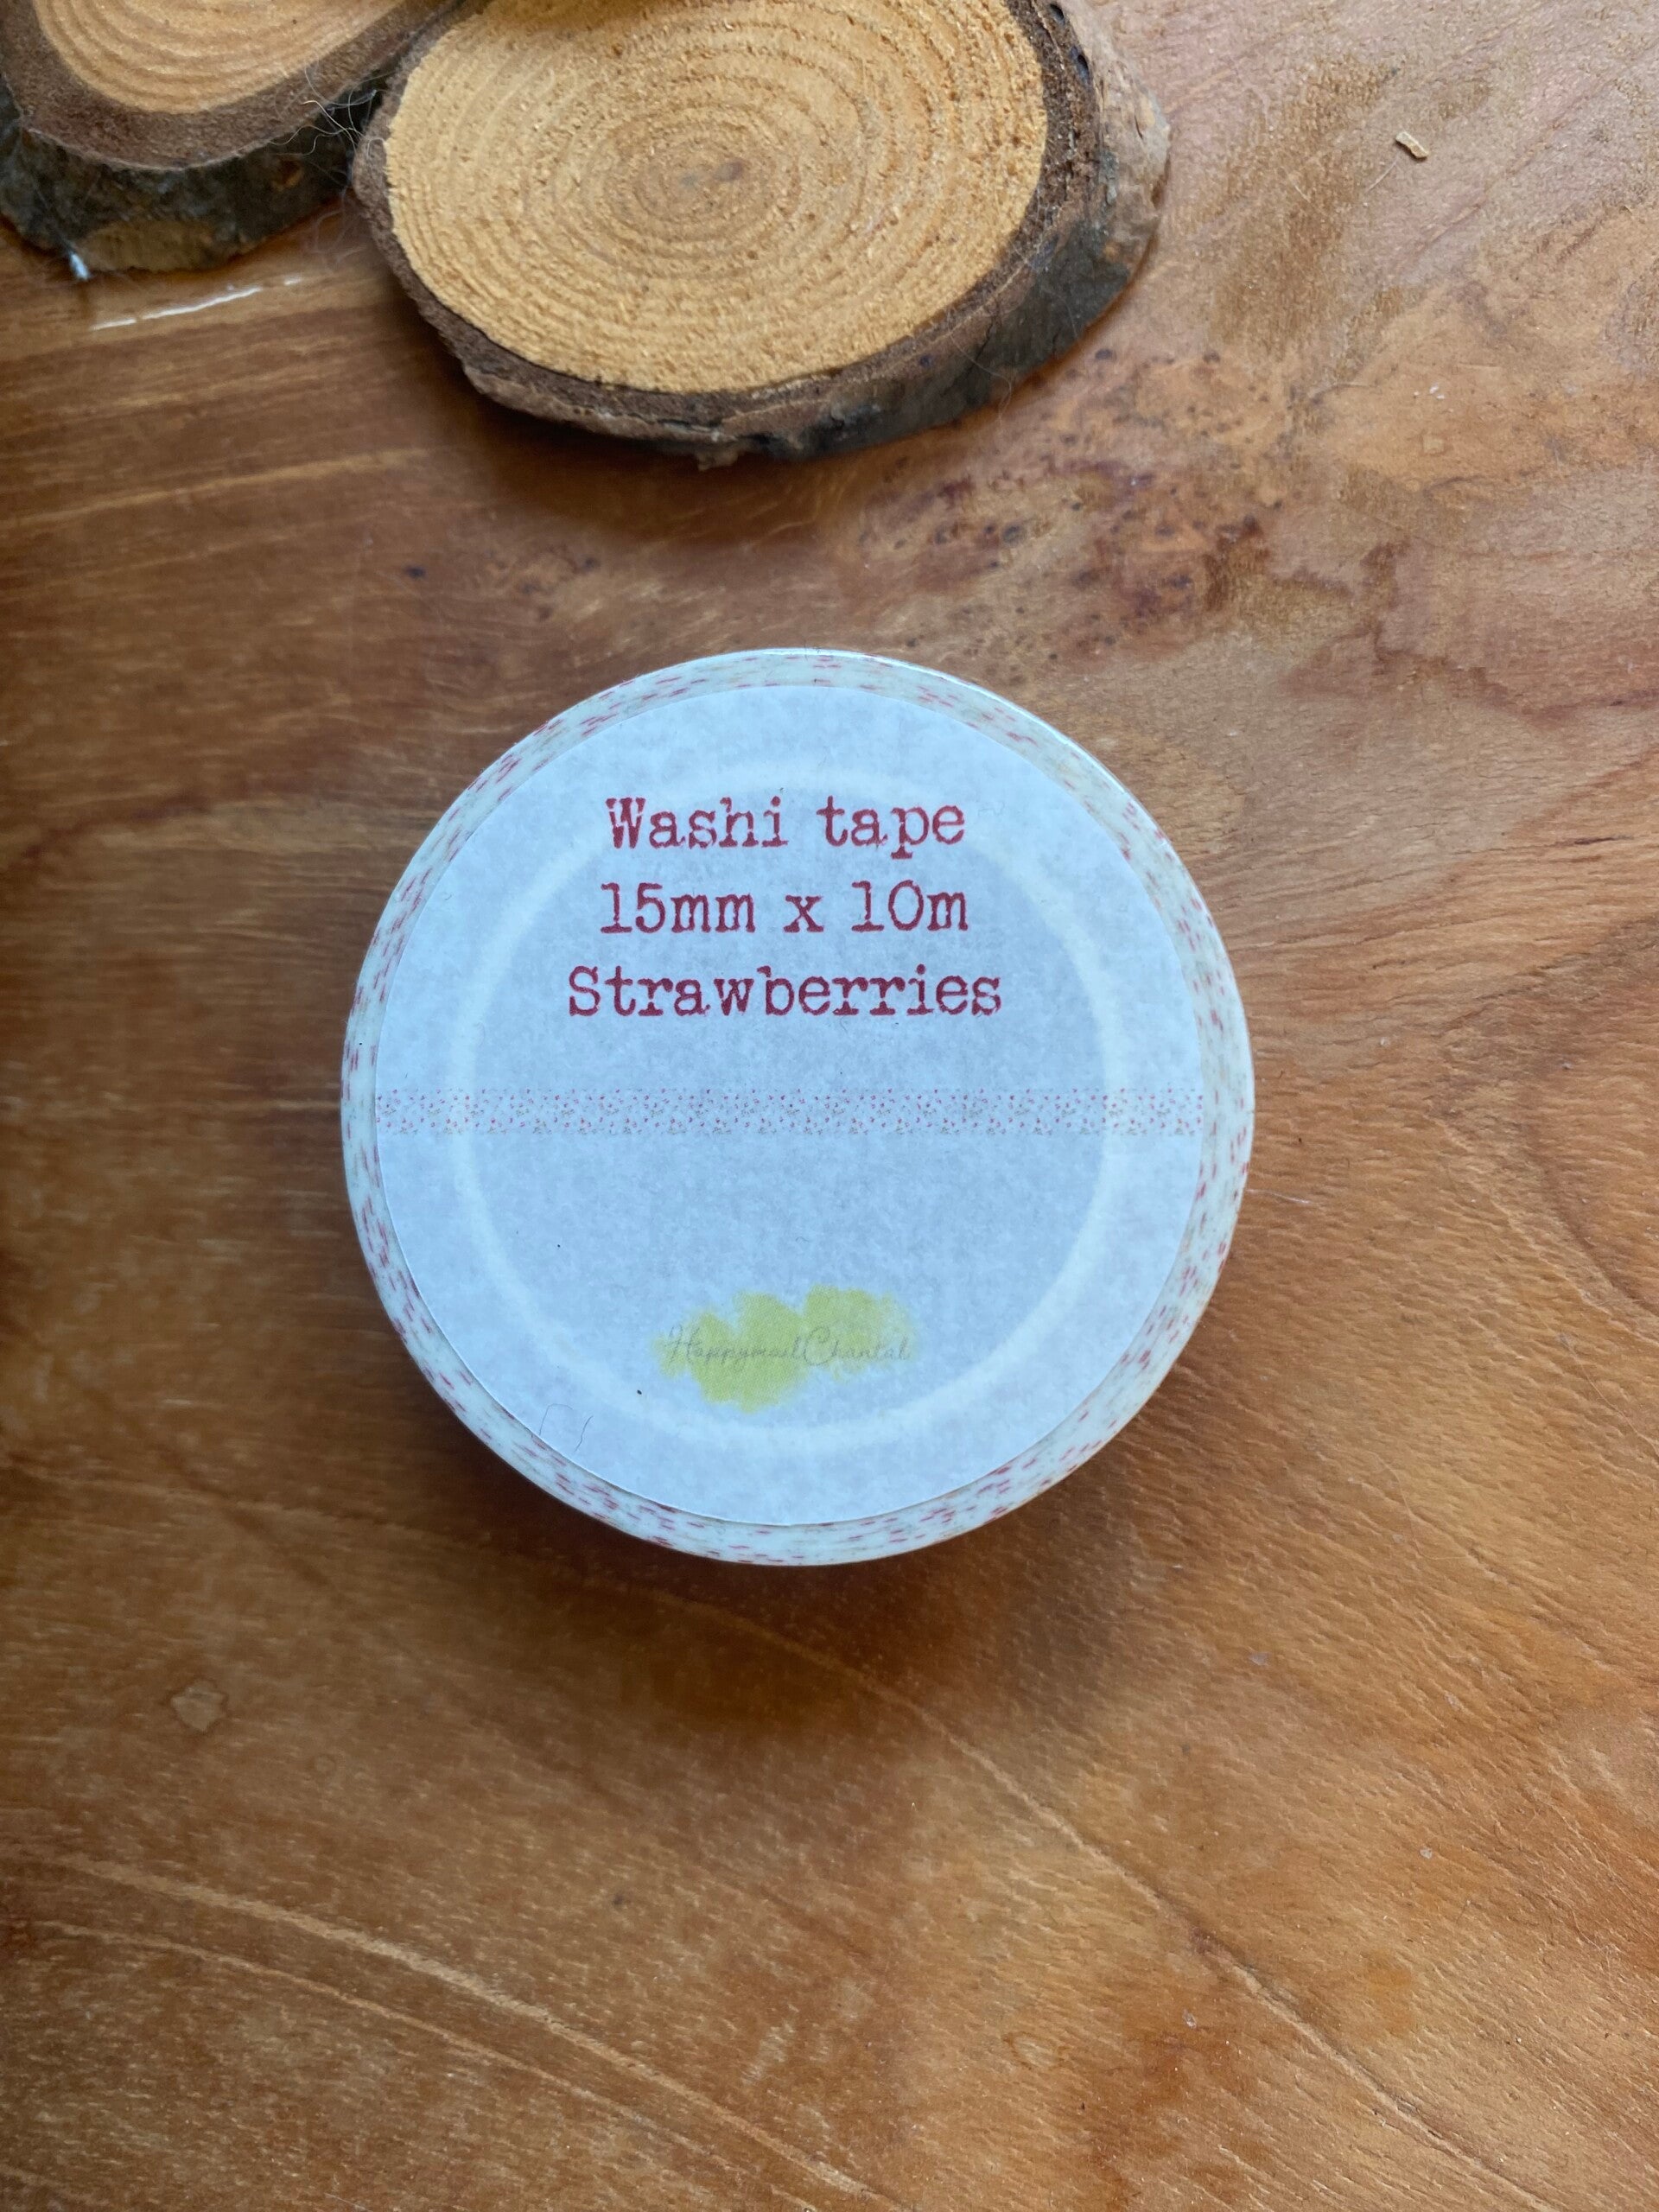 Washi tape
15mm x 10m
Strawberries
HappymailChantal